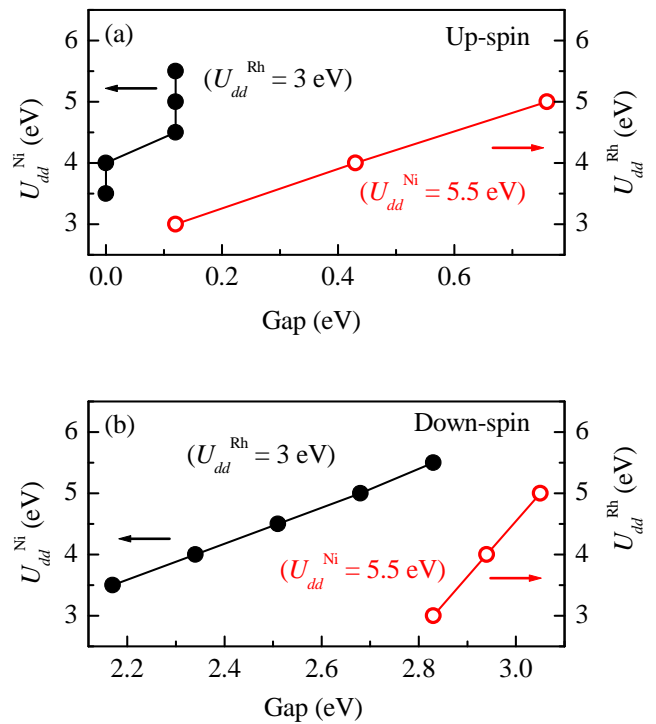 (a)
Up-spin
(U_dd^Rh = 3 eV)
(U_dd^Ni = 5.5 eV)
6
5
4
3
U_dd^Ni (eV)
6
5
4
3
U_dd^Rh (eV)
0.0 0.2 0.4 0.6
Gap (eV)
(b)
Down-spin
(U_dd^Rh = 3 eV)
(U_dd^Ni = 5.5 eV)
6
5
4
3
U_dd^Ni (eV)
6
5
4
3
U_dd^Rh (eV)
2.2 2.4 2.6 2.8 3.0
Gap (eV)